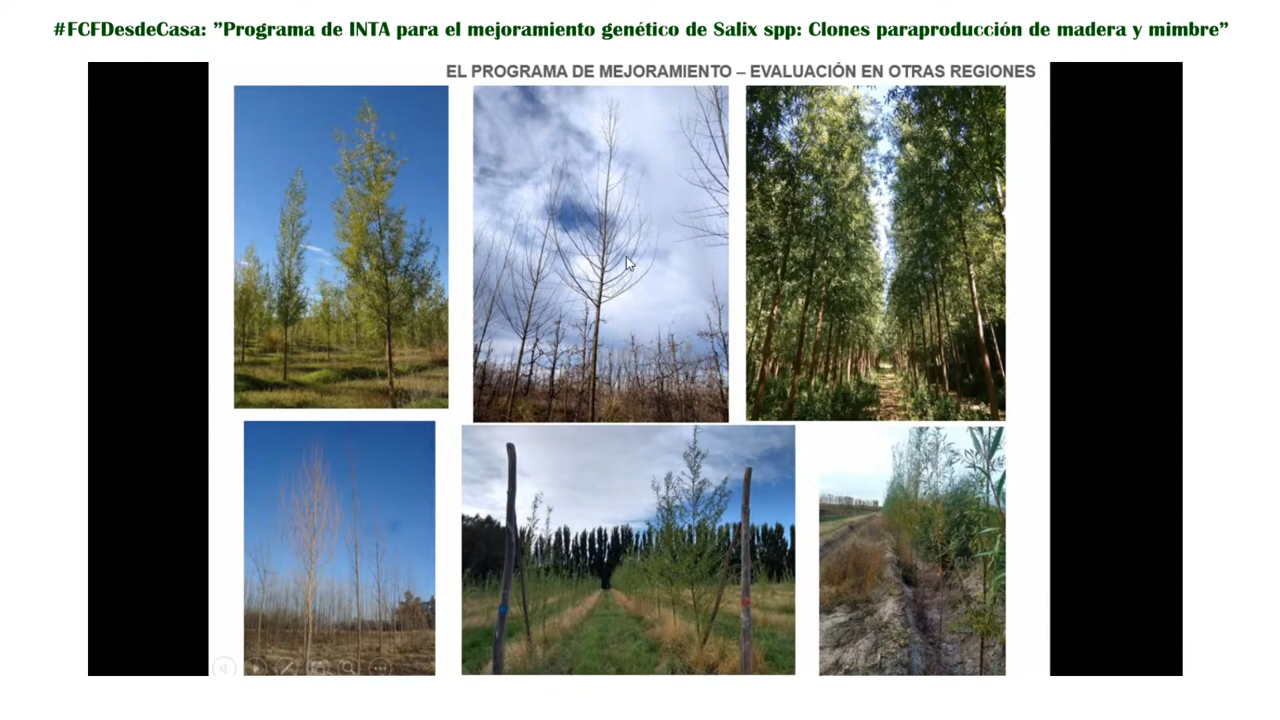 #FCFDesdeCasa: ”Programa de INTA para el mejoramiento genético de Salix spp: Clones paraproducción de madera y mimbre”
EL PROGRAMA DE MEJORAMIENTO – EVALUACIÓN EN OTRAS REGIONES